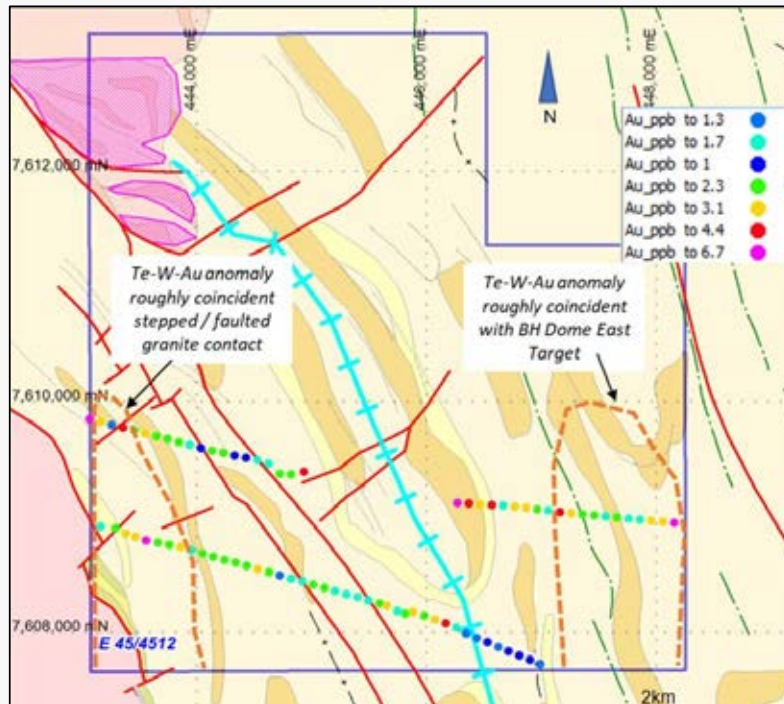 444,000 mE
446,000 mE
448,000 mE
N
Au_ppb to 1.3
Au_ppb to 1.7
Au_ppb to 1
Au_ppb to 2.3
Au_ppb to 3.1
Au_ppb to 4.4
Au_ppb to 6.7
7,612,000 mN
Te-W-Au anomaly
roughly coincident
stepped / faulted
granite contact
Te-W-Au anomaly
roughly coincident
with BH Dome East
Target
7,610,000 mN
7,608,000 mN
E 45/4512
2km